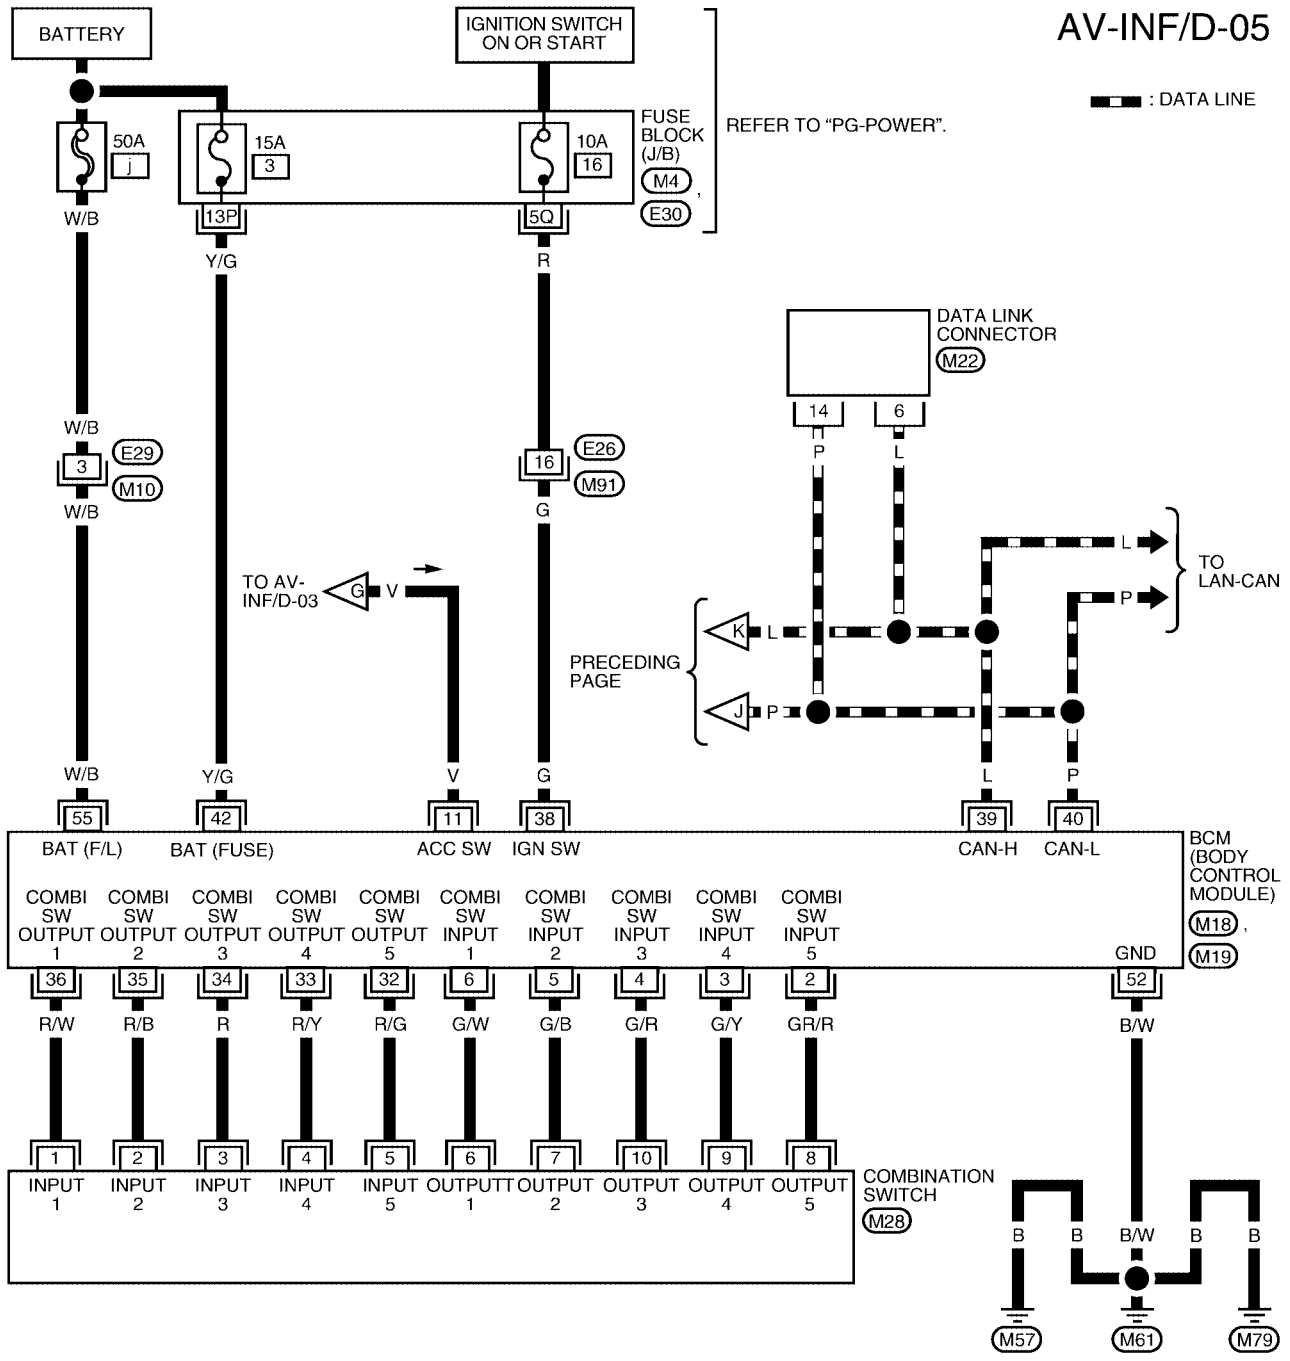 AV-INF/D-05
BATTERY
IGNITION SWITCH
ON OR START
: DATA LINE
50A
j
15A
3
10A
16
FUSE
BLOCK
(J/B)
M4 ,
E30
REFER TO “PG-POWER”.
W/B
13P
5Q
Y/G
R
DATA LINK
CONNECTOR
M22
14
6
P
L
W/B
3
E29
M10
W/B
16
E26
M91
G
TO AV-
INF/D-03
G
V
L
P
TO
LAN-CAN
PRECEDING
PAGE
K
L
J
P
W/B
Y/G
V
G
L
P
55
42
11
38
39
40
BAT (F/L)
BAT (FUSE)
ACC SW
IGN SW
CAN-H
CAN-L
BCM
(BODY
CONTROL
MODULE)
M18 ,
M19
COMBI
SW
OUTPUT
1
COMBI
SW
OUTPUT
2
COMBI
SW
OUTPUT
3
COMBI
SW
OUTPUT
4
COMBI
SW
OUTPUT
5
COMBI
SW
INPUT
1
COMBI
SW
INPUT
2
COMBI
SW
INPUT
3
COMBI
SW
INPUT
4
COMBI
SW
INPUT
5
GND
36
35
34
33
32
6
5
4
3
2
52
R/W
R/B
R
R/Y
R/G
G/W
G/B
G/R
G/Y
GR/R
B/W
1
2
3
4
5
6
7
10
9
8
INPUT
1
INPUT
2
INPUT
3
INPUT
4
INPUT
5
OUTPUTT
1
OUTPUT
2
OUTPUT
3
OUTPUT
4
OUTPUT
5
COMBINATION
SWITCH
M28
B
B
B/W
B
B
M57
M61
M79